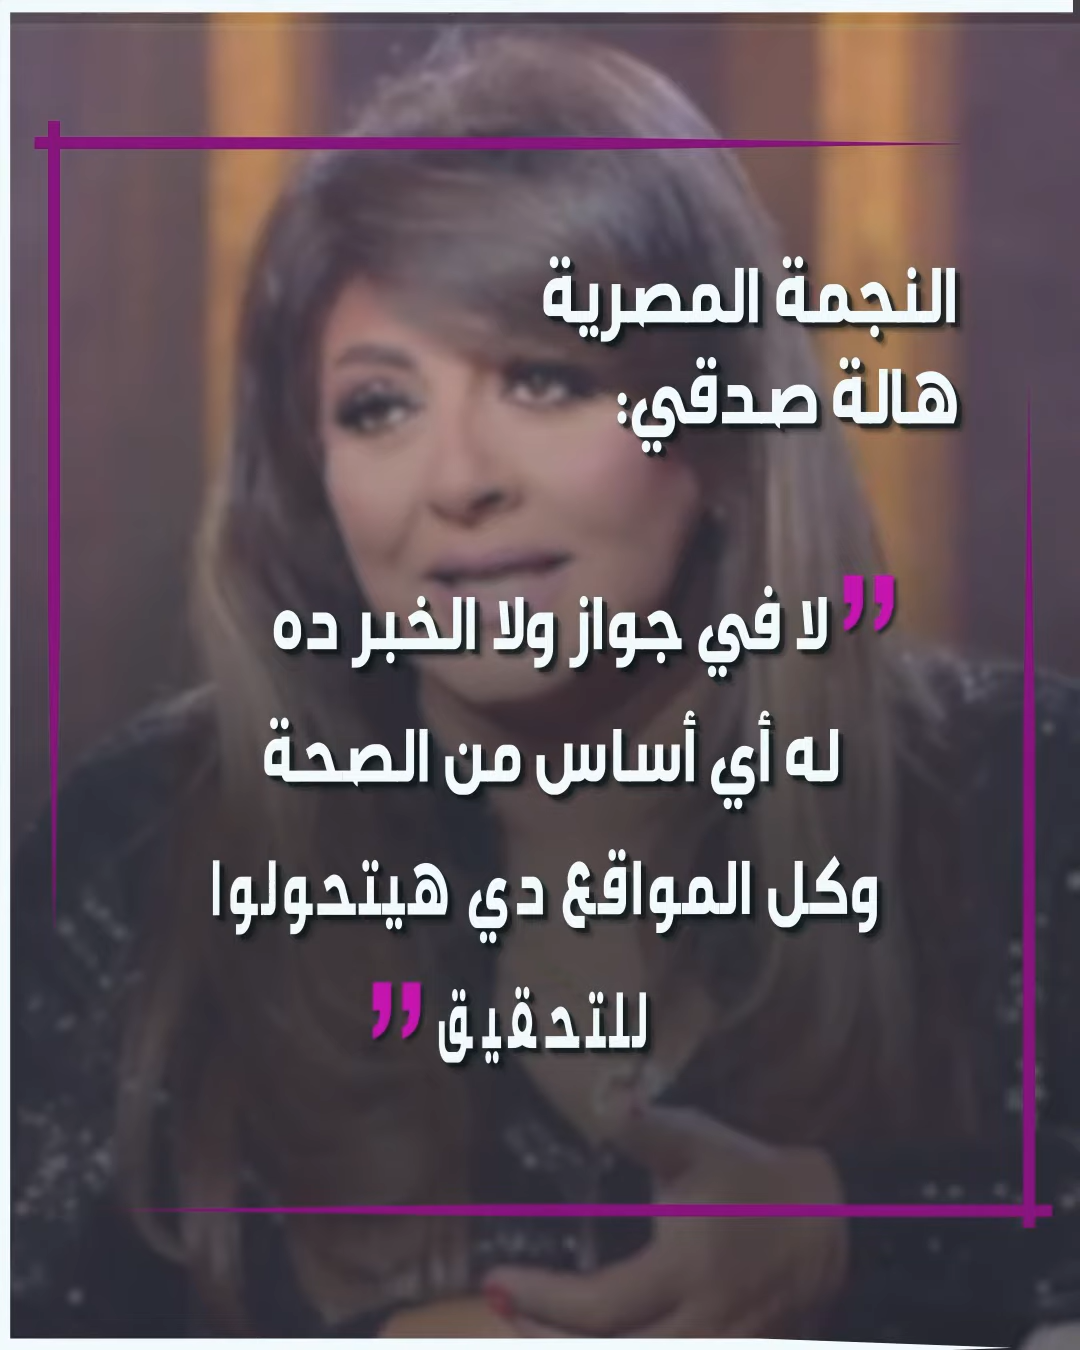 النجمة المصرية
هالة صدقي:
”لا في جواز ولا الخبر ده
له أي أساس من الصحة
وكل المواقع دي هيتحولوا
للتحقيق”